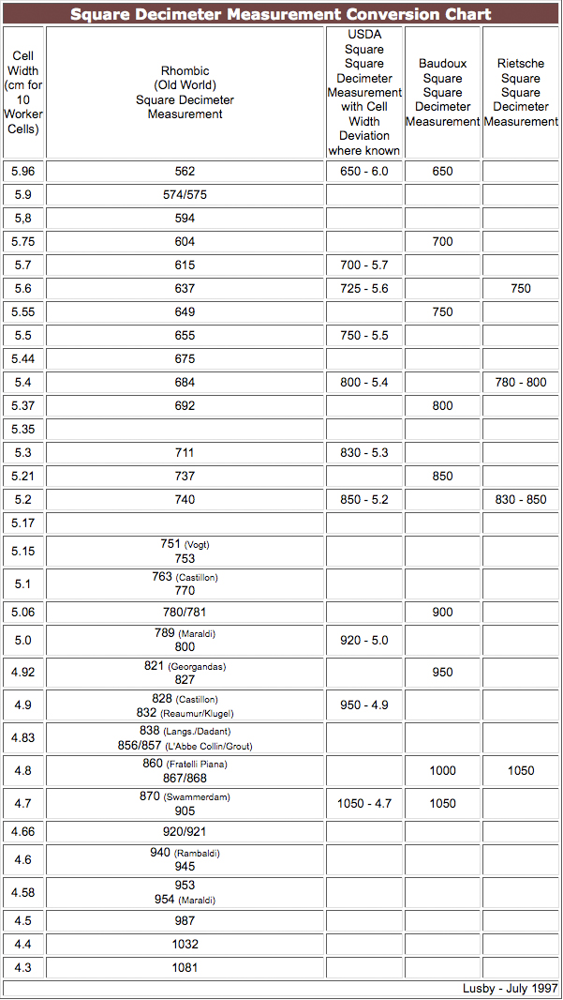 Square Decimeter Measurement Conversion Chart
Cell
Width
(cm for
10
Worker
Cells)
Rhombic
(Old World)
Square Decimeter
Measurement
USDA
Square
Square
Decimeter
Measurement
with Cell
Width
Deviation
where known
Baudoux
Square
Square
Decimeter
Measurement
Rietsche
Square
Square
Decimeter
Measurement
5.96 562 650 - 6.0 650
5.9 574/575
5,8 594
5.75 604 700
5.7 615 700 - 5.7
5.6 637 725 - 5.6 750
5.55 649 750
5.5 655 750 - 5.5
5.44 675
5.4 684 800 - 5.4 780 - 800
5.37 692 800
5.35
5.3 711 830 - 5.3
5.21 737 850
5.2 740 850 - 5.2 830 - 850
5.17
5.15
751 (Vogt)
753
5.1
763 (Castillon)
770
5.06 780/781 900
5.0
789 (Maraldi)
800
920 - 5.0
4.92
821 (Georgandas)
827
950
4.9
828 (Castillon)
832 (Reaumur/Klugel)
950 - 4.9
4.83
838 (Langs./Dadant)
856/857 (L'Abbe Collin/Grout)
4.8
860 (Fratelli Piana)
867/868
1000 1050
4.7
870 (Swammerdam)
905
1050 - 4.7 1050
4.66 920/921
4.6
940 (Rambaldi)
945
4.58
953
954 (Maraldi)
4.5 987
4.4 1032
4.3 1081
Lusby - July 1997